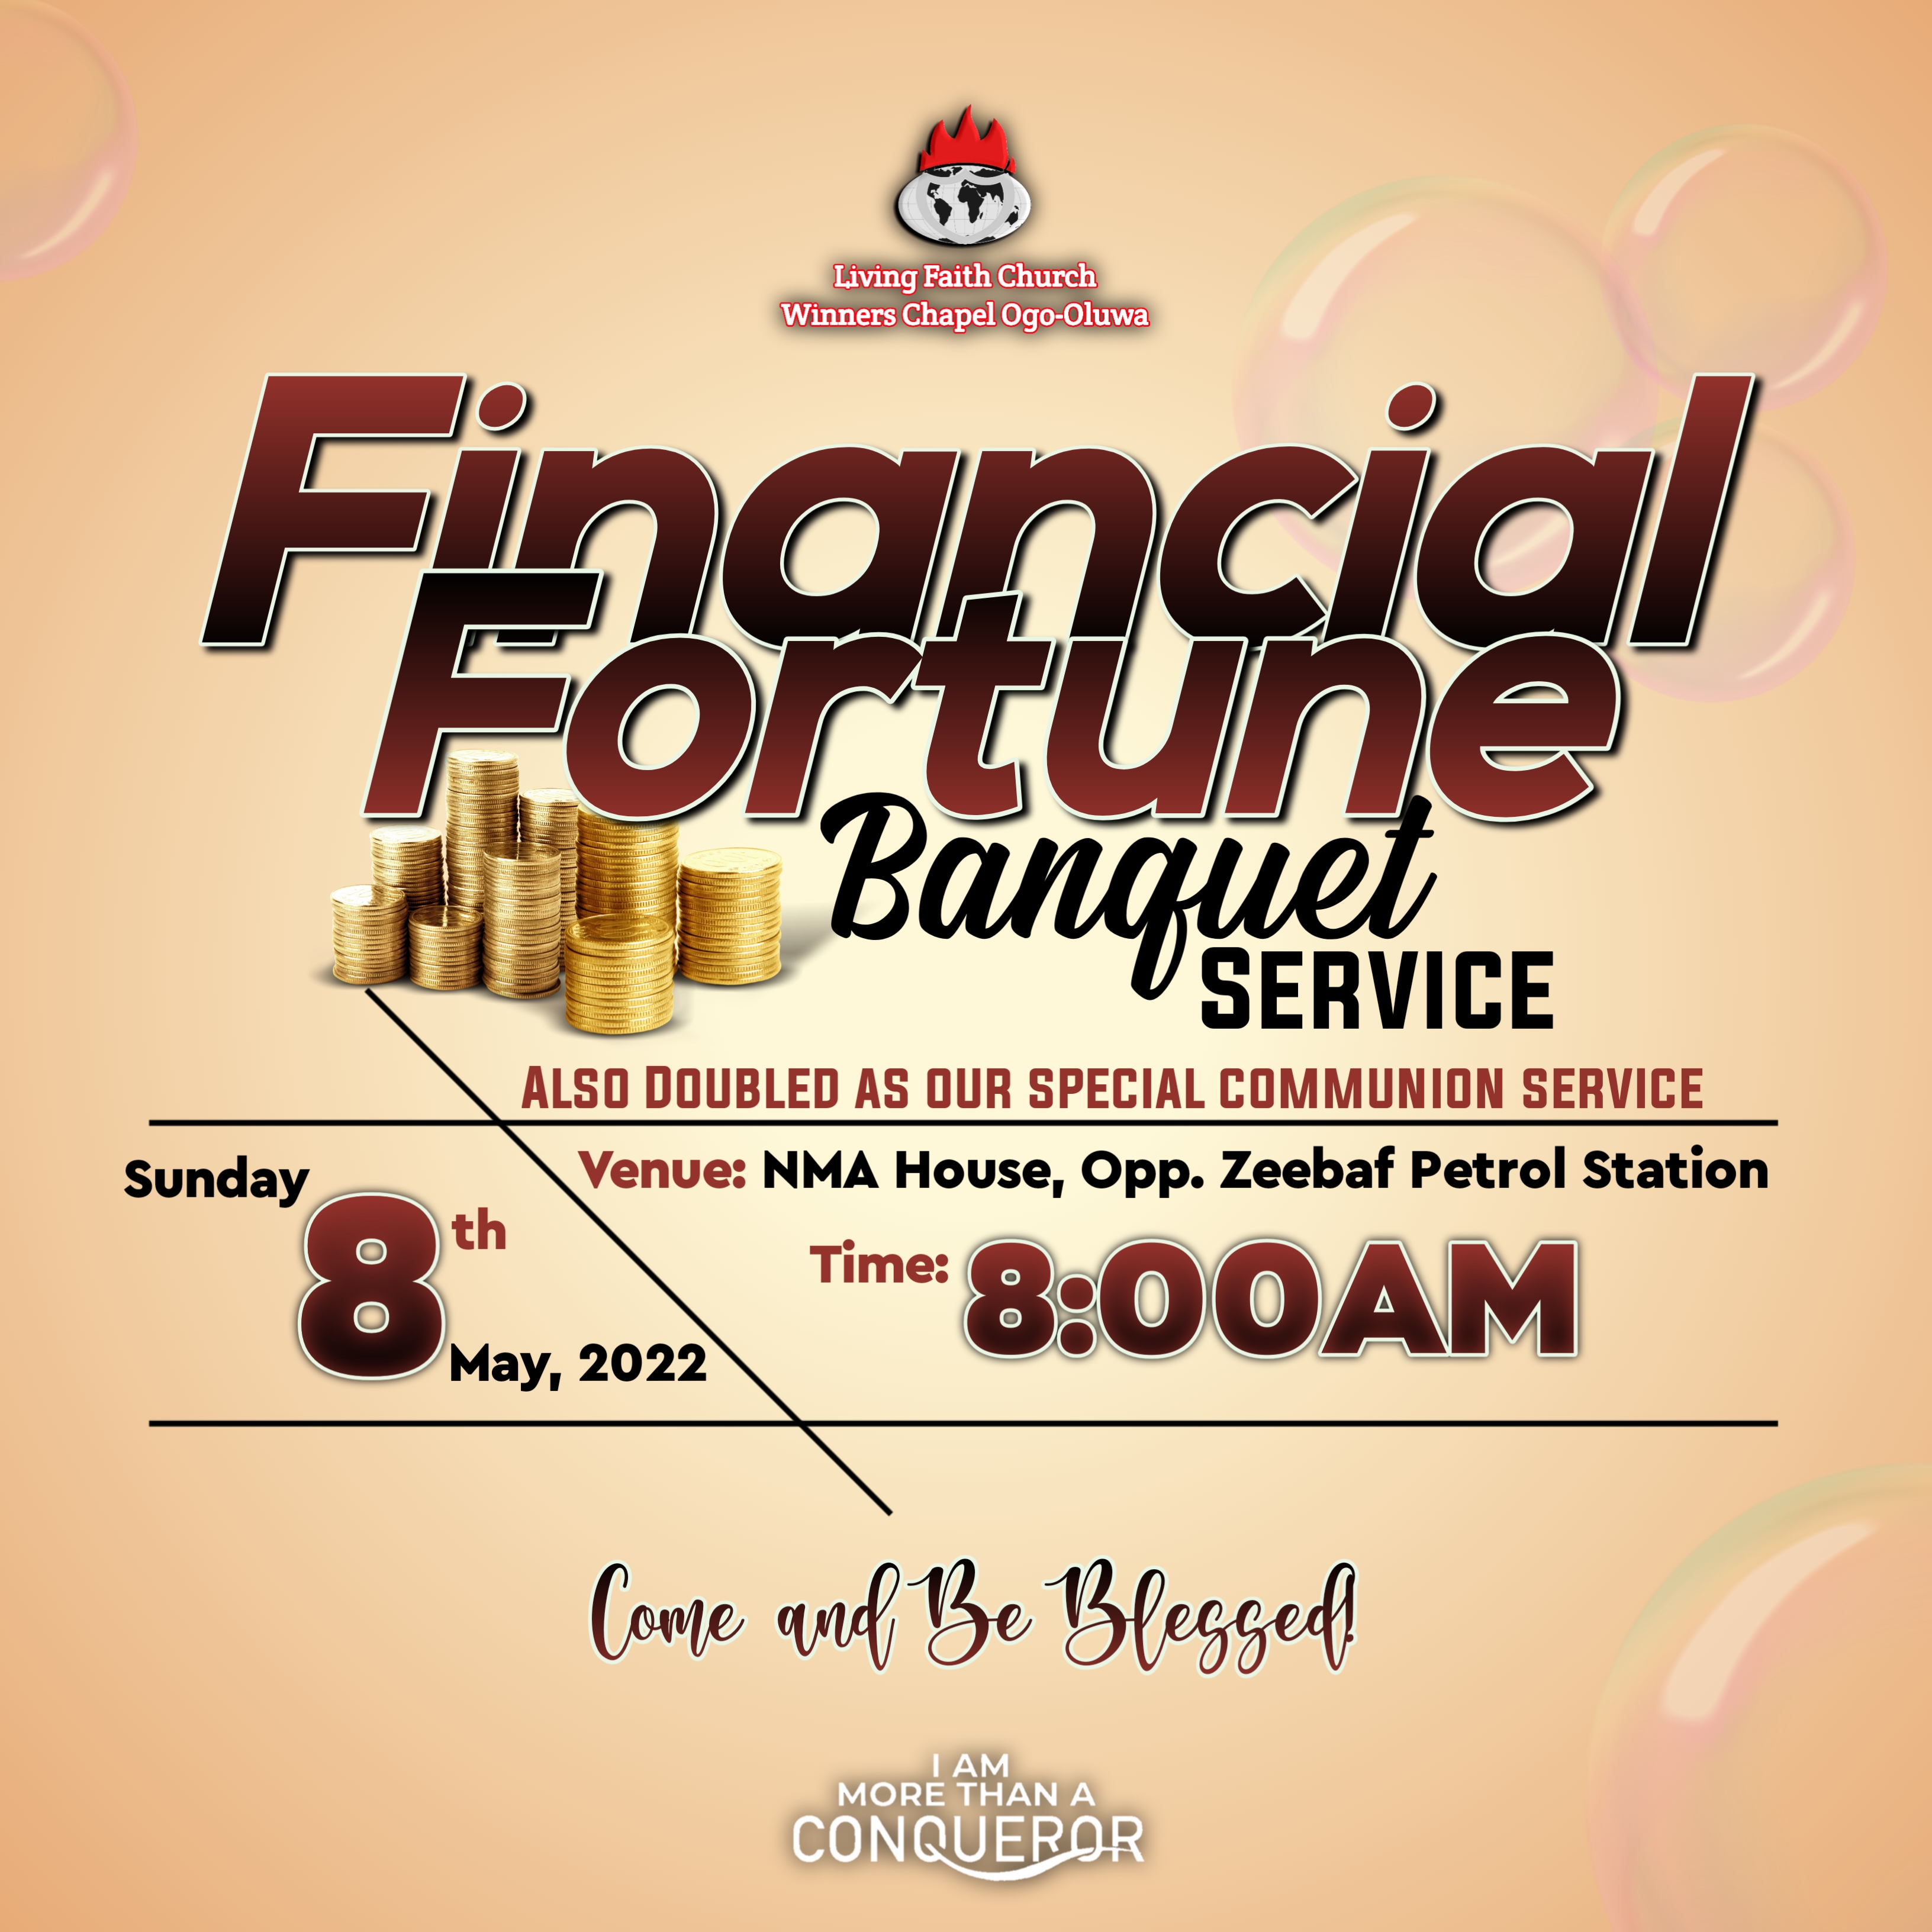 Living Faith Church
Winners Chapel Ogo-Oluwa
Financial
Fortune
Banquet
SERVICE
ALSO DOUBLED AS OUR SPECIAL COMMUNION SERVICE
Sunday
8th
May, 2022
Venue: NMA House, Opp. Zeebaf Petrol Station
Time: 8:00AM
Come and Be Blessed!
I AM
MORE THAN A
CONQUEROR